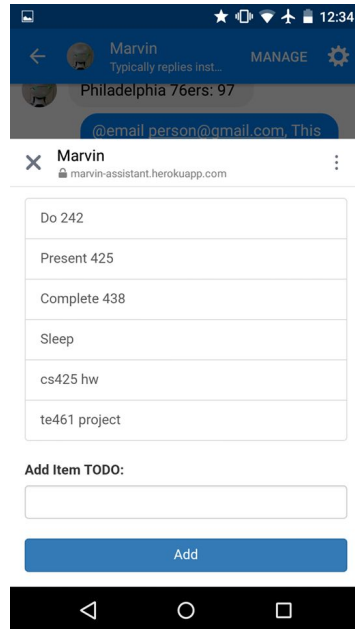 12:34
Marvin
Typically replies inst...
MANAGE
Philadelphia 76ers: 97
@email person@gmail.com, This
Marvin
marvin-assistant.herokuapp.com
Do 242
Present 425
Complete 438
Sleep
cs425 hw
te461 project
Add Item TODO:
Add